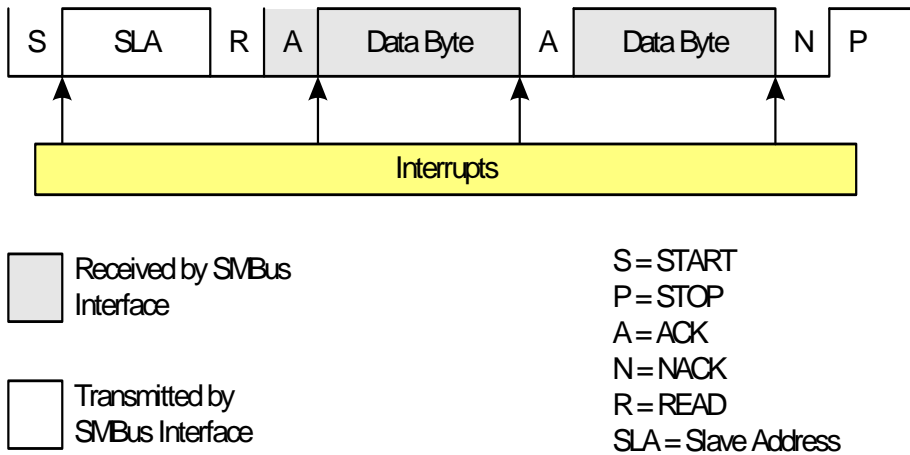 S SLA R A Data Byte A Data Byte N P
Interrupts
Received by SMBus
Interface
Transmitted by
SMBus Interface
S = START
P = STOP
A = ACK
N = NACK
R = READ
SLA = Slave Address